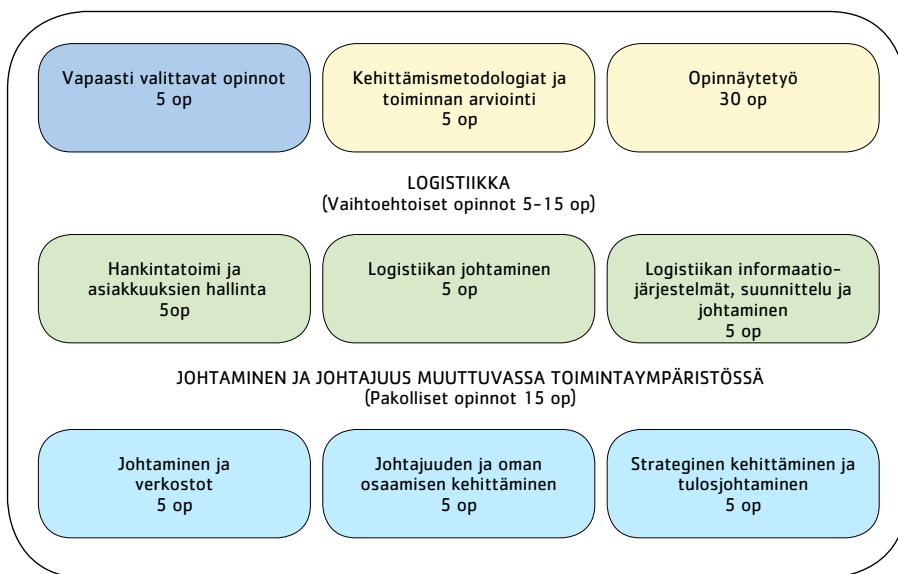 Vapaasti valittavat opinnot
5 op
Kehittämismetodologiat ja
toiminnan arviointi
5 op
Opinnäytetyö
30 op
LOGISTIIKKA
(Vaihtoehtoiset opinnot 5-15 op)
Hankintatoimi ja
asiakkuuksien hallinta
5op
Logistiikan johtaminen
5 op
Logistiikan informaatio-
järjestelmät, suunnittelu ja
johtaminen
5 op
JOHTAMINEN JA JOHTAJUUS MUUTTUVASSA TOIMINTAYMPÄRISTÖSSÄ
(Pakolliset opinnot 15 op)
Johtaminen ja
verkostot
5 op
Johtajuuden ja oman
osaamisen kehittäminen
5 op
Strateginen kehittäminen ja
tulosjohtaminen
5 op